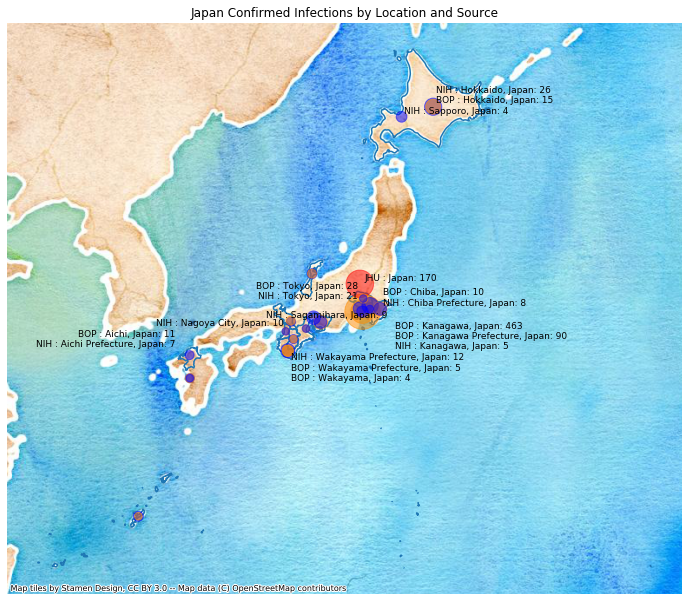 Japan Confirmed Infections by Location and Source
NIH : Hokkaido, Japan: 26
BOP : Hokkaido, Japan: 15
NIH : Sapporo, Japan: 4
JHU : Japan: 170
BOP : Tokyo, Japan: 28
NIH : Tokyo, Japan: 21
BOP : Chiba, Japan: 10
NIH : Chiba Prefecture, Japan: 8
NIH : Sagamihara, Japan: 9
NIH : Nagoya City, Japan: 10
BOP : Aichi, Japan: 11
NIH : Aichi Prefecture, Japan: 7
BOP : Kanagawa, Japan: 463
BOP : Kanagawa Prefecture, Japan: 90
NIH : Kanagawa, Japan: 5
NIH : Wakayama Prefecture, Japan: 12
BOP : Wakayama Prefecture, Japan: 5
BOP : Wakayama, Japan: 4
Map tiles by Stamen Design, CC BY 3.0 -- Map data (C) OpenStreetMap contributors